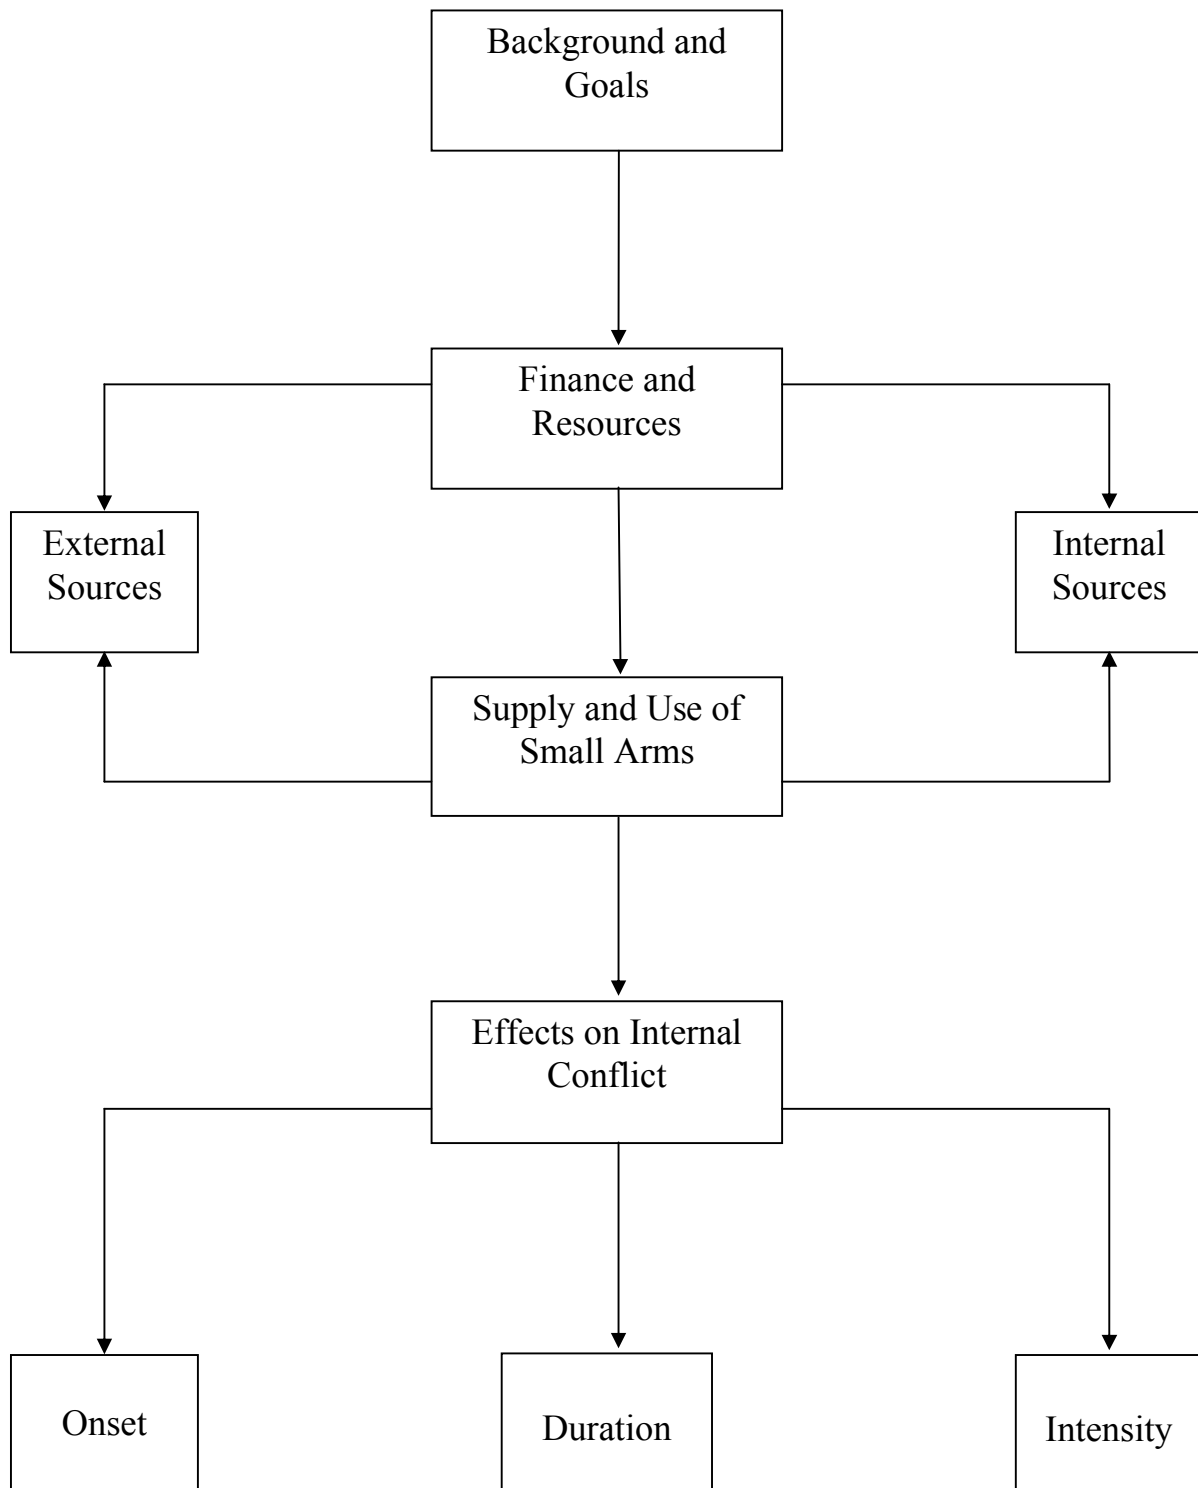 Background and
Goals
Finance and
Resources
External
Sources
Internal
Sources
Supply and Use of
Small Arms
Effects on Internal
Conflict
Onset
Duration
Intensity